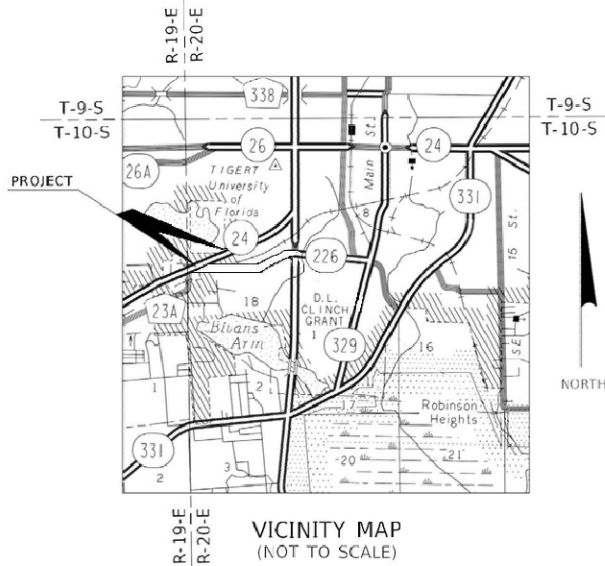 R-19-E
R-20-E
338
T-9-S
T-10-S
T-9-S
T-10-S
26
24
26A
TIGERT
University
of
Florida
Main St.
331
PROJECT
24
8
15 St.
226
23A
18
D.L.
CLINCH
GRANT
1
Bivans
Arm
329
16
SE
NORTH
1
2
17
Robinson
Heights
331
2
3
20
21
R-19-E
R-20-E
VICINITY MAP
(NOT TO SCALE)